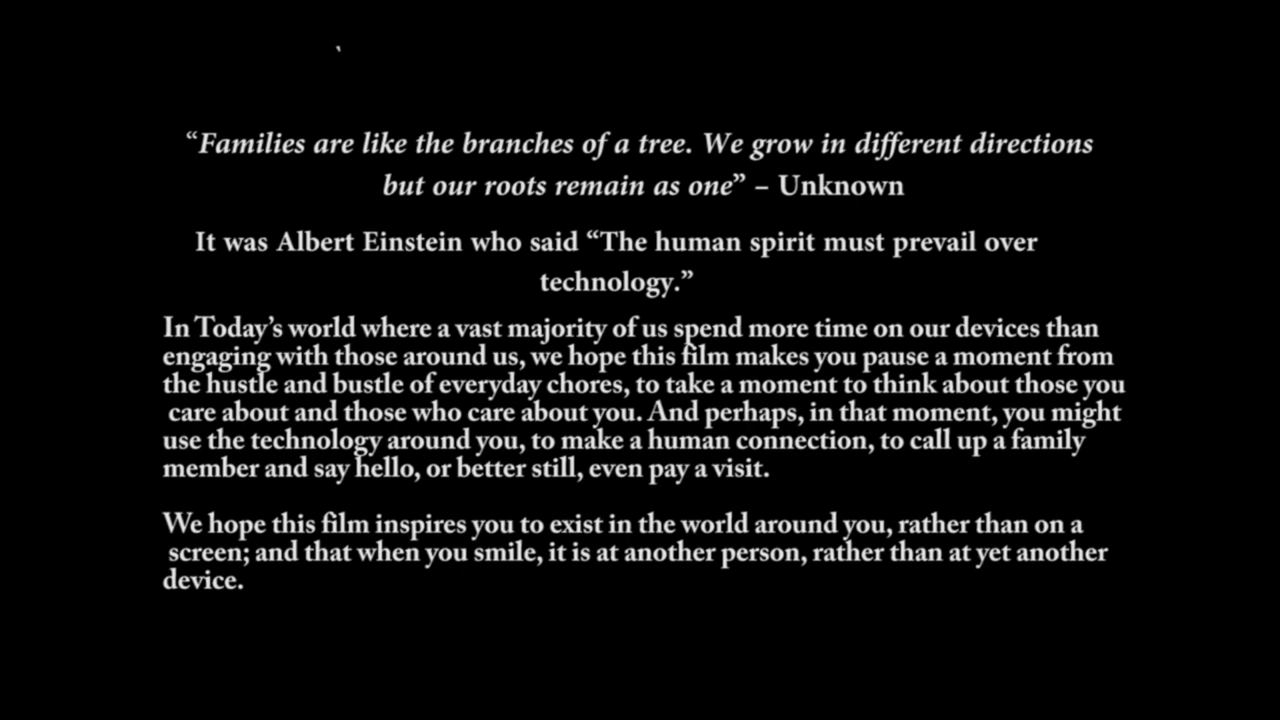 “Families are like the branches of a tree. We grow in different directions
but our roots remain as one” – Unknown
It was Albert Einstein who said “The human spirit must prevail over
technology.”
In Today’s world where a vast majority of us spend more time on our devices than
engaging with those around us, we hope this film makes you pause a moment from
the hustle and bustle of everyday chores, to take a moment to think about those you
care about and those who care about you. And perhaps, in that moment, you might
use the technology around you, to make a human connection, to call up a family
member and say hello, or better still, even pay a visit.
We hope this film inspires you to exist in the world around you, rather than on a
screen; and that when you smile, it is at another person, rather than at yet another
device.